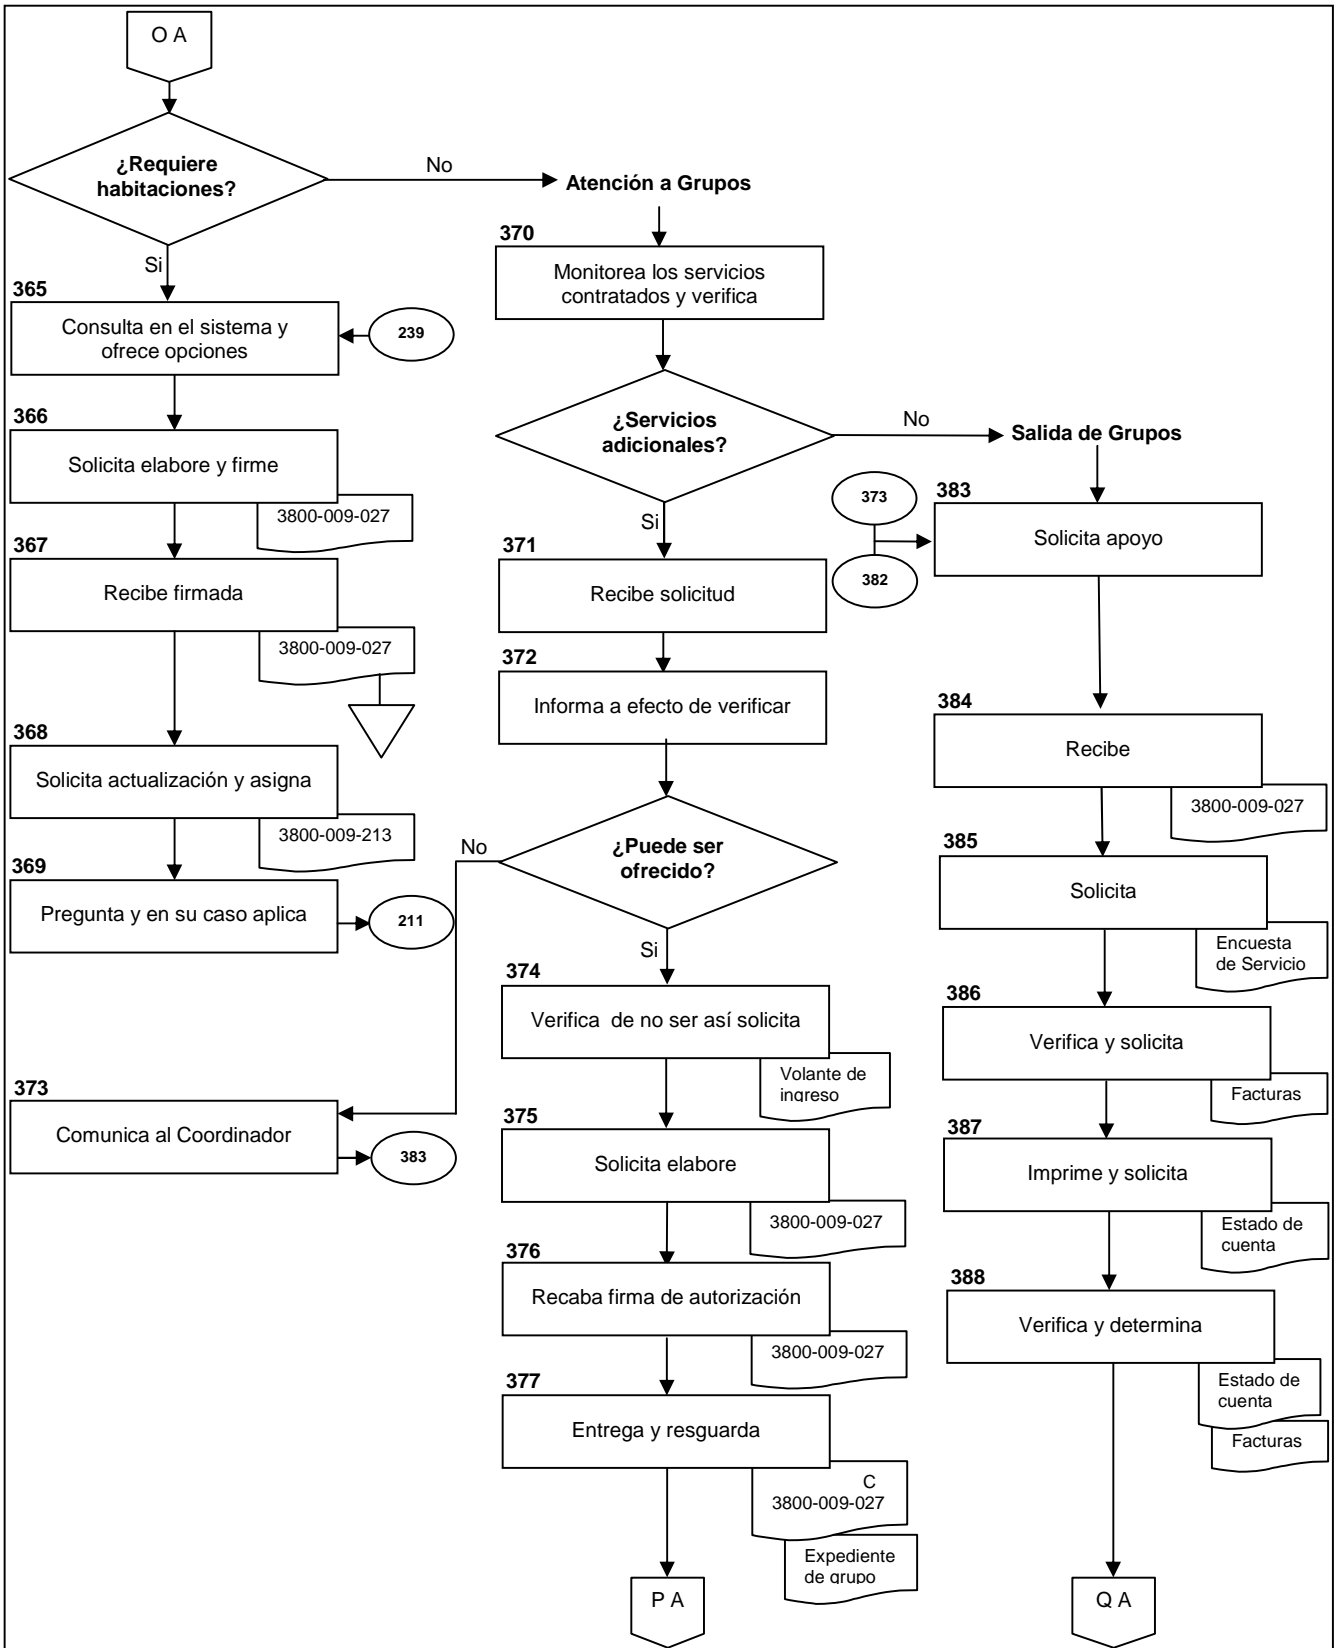 O A
¿Requiere
habitaciones?
No
Si
365
Consulta en el sistema y
ofrece opciones
239
366
Solicita elabore y firme
3800-009-027
367
Recibe firmada
3800-009-027
368
Solicita actualización y asigna
3800-009-213
369
Pregunta y en su caso aplica
211
373
Comunica al Coordinador
383
Atención a Grupos
370
Monitorea los servicios
contratados y verifica
¿Servicios
adicionales?
No
Si
371
Recibe solicitud
372
Informa a efecto de verificar
¿Puede ser
ofrecido?
No
Si
374
Verifica de no ser así solicita
Volante de
ingreso
375
Solicita elabore
3800-009-027
376
Recaba firma de autorización
3800-009-027
377
Entrega y resguarda
C
3800-009-027
Expediente
de grupo
P A
Salida de Grupos
373
382
383
Solicita apoyo
384
Recibe
3800-009-027
385
Solicita
Encuesta
de Servicio
386
Verifica y solicita
Facturas
387
Imprime y solicita
Estado de
cuenta
388
Verifica y determina
Estado de
cuenta
Facturas
Q A